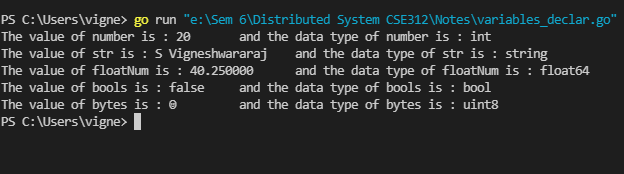 PS C:\Users\vigne> go run "e:\Sem 6\Distributed System CSE312\Notes\variables_declar.go"
The value of number is : 20       and the data type of number is : int
The value of str is : S Vigneshwararaj    and the data type of str is : string
The value of floatNum is : 40.250000      and the data type of floatNum is : float64
The value of bools is : false     and the data type of bools is : bool
The value of bytes is : 0         and the data type of bytes is : uint8
PS C:\Users\vigne>